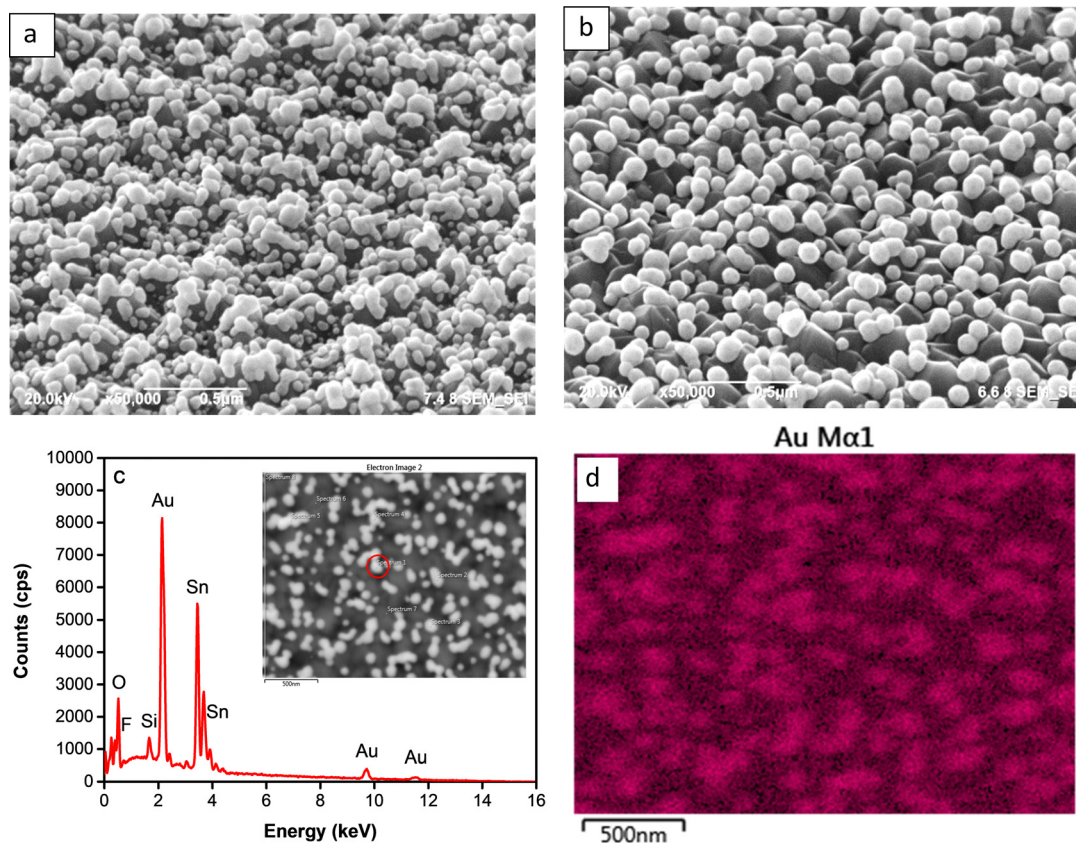 a
20.0kV x50,000 0.5μm 7.4 8 SEM_SEI
b
20.0kV x50,000 0.5μm 6.6 8 SEM_SE
c
Counts (cps)
10000
9000
8000
7000
6000
5000
4000
3000
2000
1000
0
Au
Sn
Sn
O
F
Si
Au
Au
0 2 4 6 8 10 12 14 16
Energy (keV)
Electron Image 2
Spectrum 6
Spectrum 5
Spectrum 4
Spectrum 1
Spectrum 2
Spectrum 7
Spectrum 3
500nm
Au Mα1
d
500nm